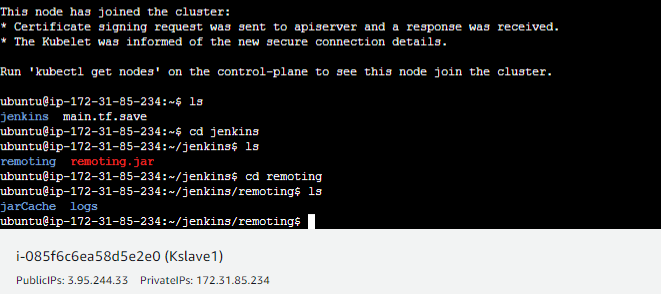 This node has joined the cluster:
* Certificate signing request was sent to apiserver and a response was received.
* The Kubelet was informed of the new secure connection details.
Run 'kubectl get nodes' on the control-plane to see this node join the cluster.
ubuntu@ip-172-31-85-234:~$ ls
jenkins  main.tf.save
ubuntu@ip-172-31-85-234:~$ cd jenkins
ubuntu@ip-172-31-85-234:~/jenkins$ ls
remoting  remoting.jar
ubuntu@ip-172-31-85-234:~/jenkins$ cd remoting
ubuntu@ip-172-31-85-234:~/jenkins/remoting$ ls
jarCache  logs
ubuntu@ip-172-31-85-234:~/jenkins/remoting$
i-085f6c6ea58d5e2e0 (Kslave1)
PublicIPs: 3.95.244.33  PrivateIPs: 172.31.85.234